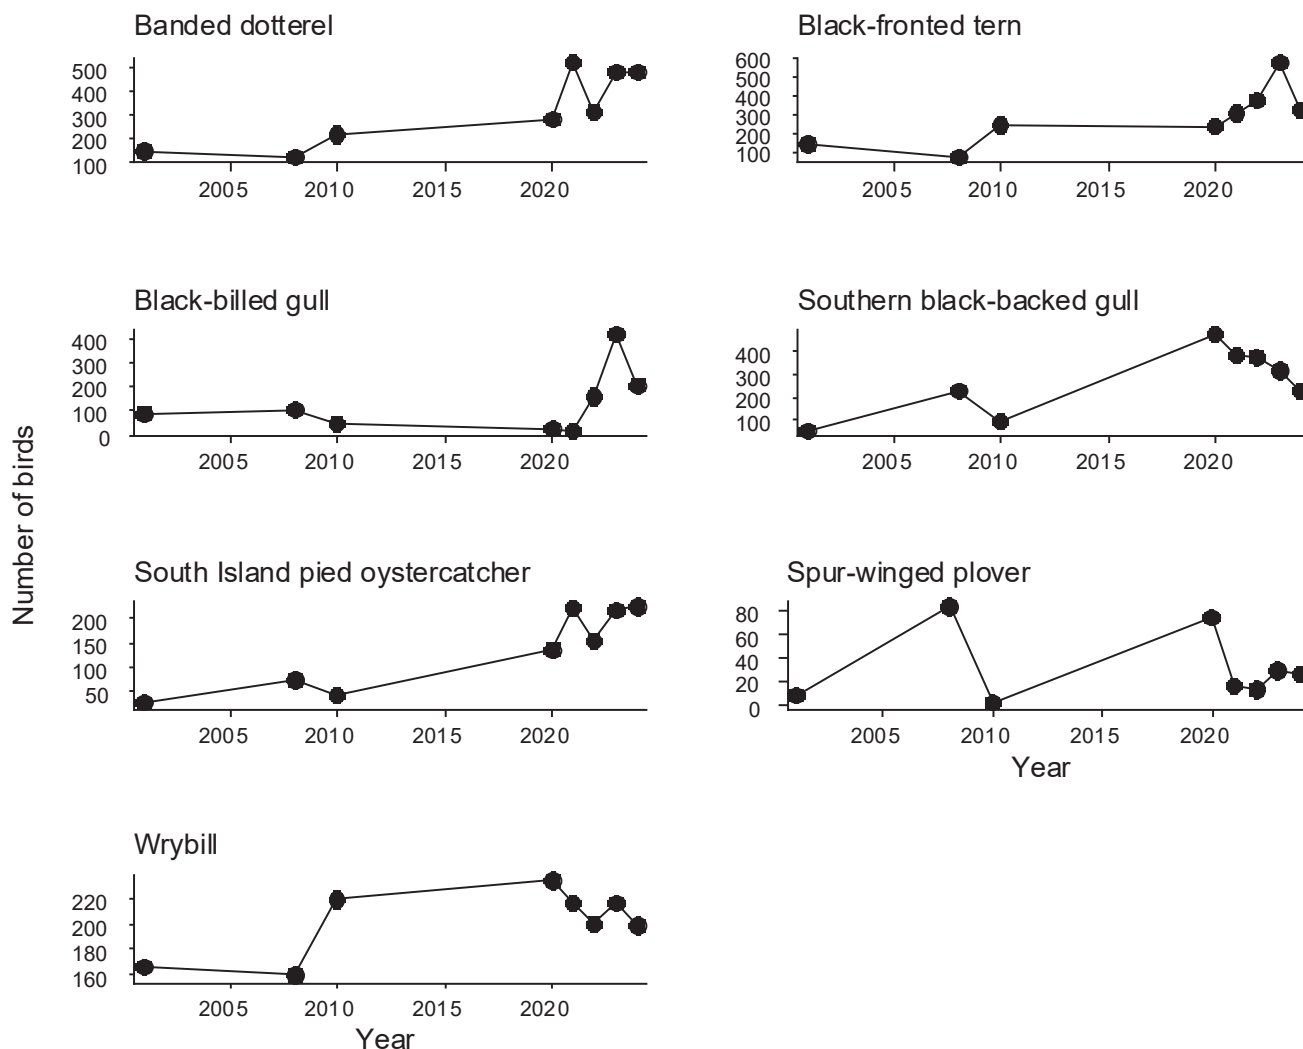 Banded dotterel
500
400
300
200
100
2005 2010 2015 2020
Black-fronted tern
600
500
400
300
200
100
2005 2010 2015 2020
Black-billed gull
400
300
200
100
0
2005 2010 2015 2020
Southern black-backed gull
400
300
200
100
2005 2010 2015 2020
Number of birds
South Island pied oystercatcher
200
150
100
50
2005 2010 2015 2020
Spur-winged plover
80
60
40
20
0
2005 2010 2015 2020
Year
Wrybill
220
200
180
160
2005 2010 2015 2020
Year